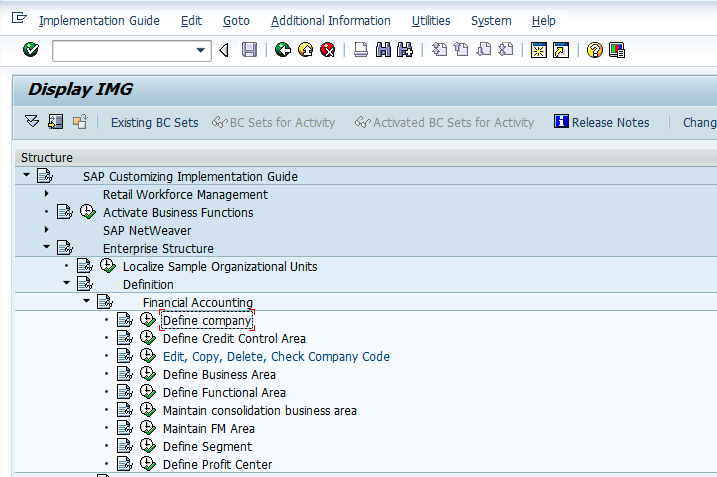 Implementation Guide Edit Goto Additional Information Utilities System Help
Display IMG
Existing BC Sets BC Sets for Activity Activated BC Sets for Activity Release Notes Chang
Structure
SAP Customizing Implementation Guide
Retail Workforce Management
Activate Business Functions
SAP NetWeaver
Enterprise Structure
Localize Sample Organizational Units
Definition
Financial Accounting
Define company
Define Credit Control Area
Edit, Copy, Delete, Check Company Code
Define Business Area
Define Functional Area
Maintain consolidation business area
Maintain FM Area
Define Segment
Define Profit Center